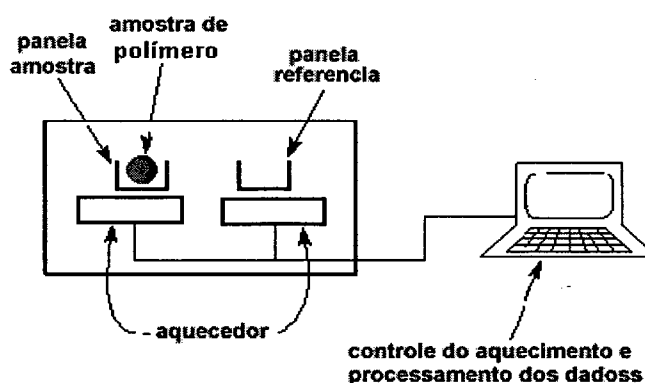 amostra de
polímero
panela
amostra
panela
referencia
aquecedor
controle do aquecimento e
processamento dos dadoss